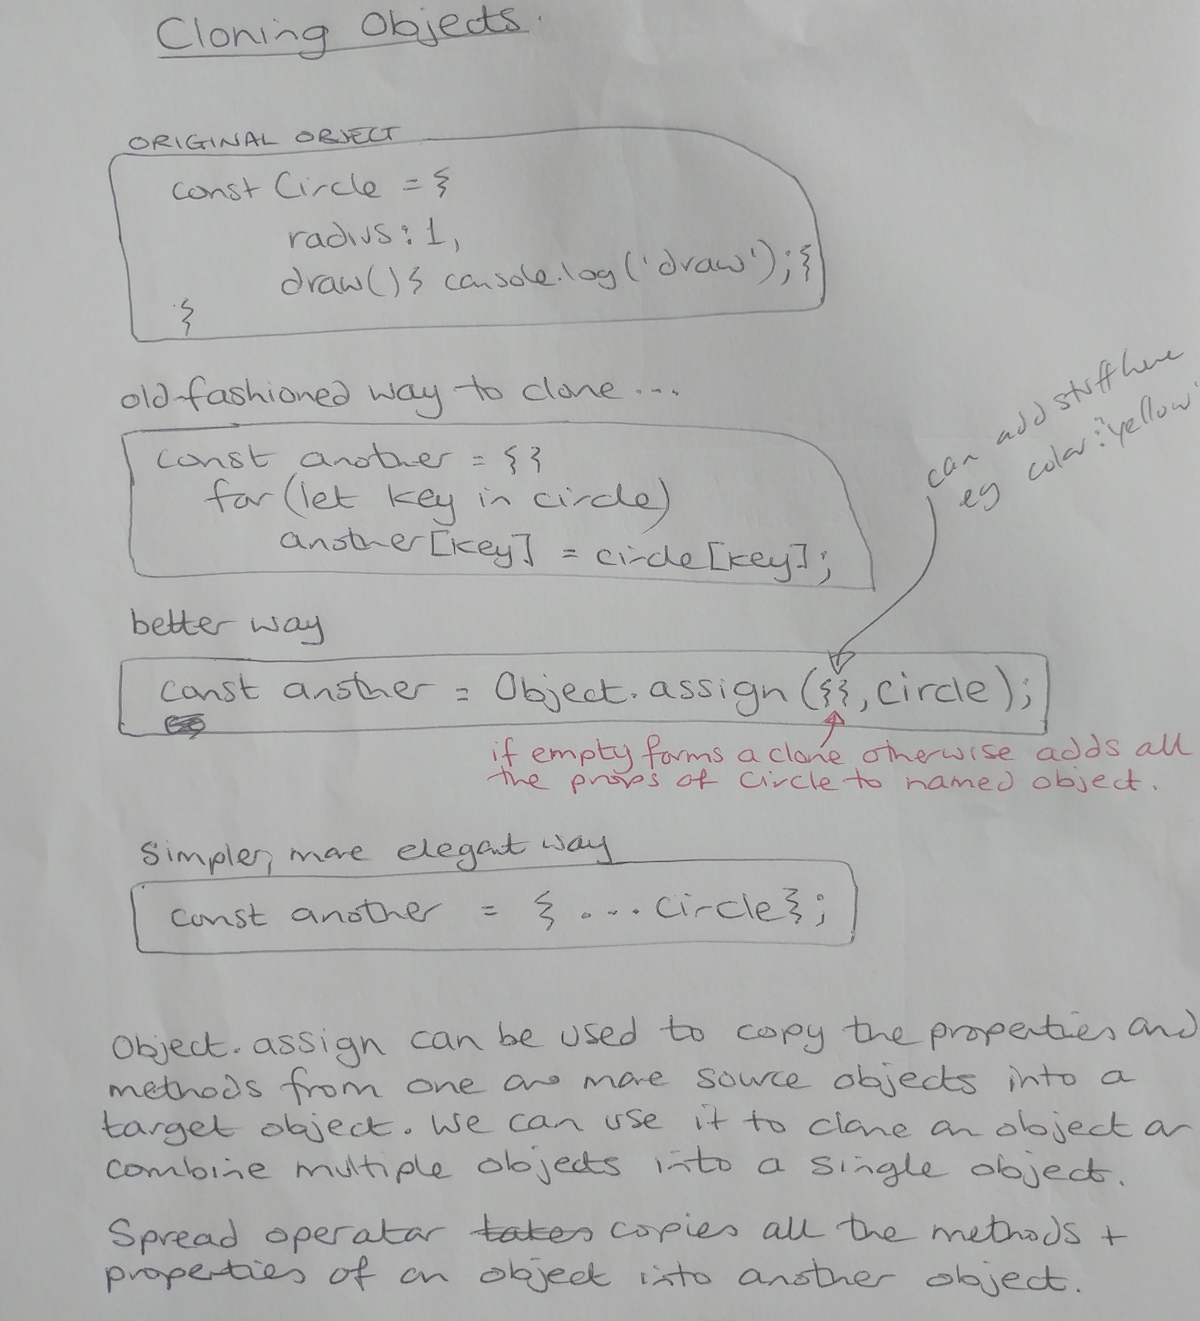 Cloning Objects.
ORIGINAL OBJECT
const Circle = {
radius: 1,
draw() { console.log('draw'); }
}
old-fashioned way to clone ...
const another = {}
for (let key in circle)
another[key] = circle[key];
can add stuff here
eg color: 'yellow'
better way
const another = Object.assign({}, circle);
if empty forms a clone otherwise adds all
the props of circle to named object.
Simpler, more elegant way
const another = { ...circle};
Object.assign can be used to copy the properties and
methods from one or more source objects into a
target object. We can use it to clone an object or
combine multiple objects into a single object.
Spread operator takes copies all the methods +
properties of an object into another object.